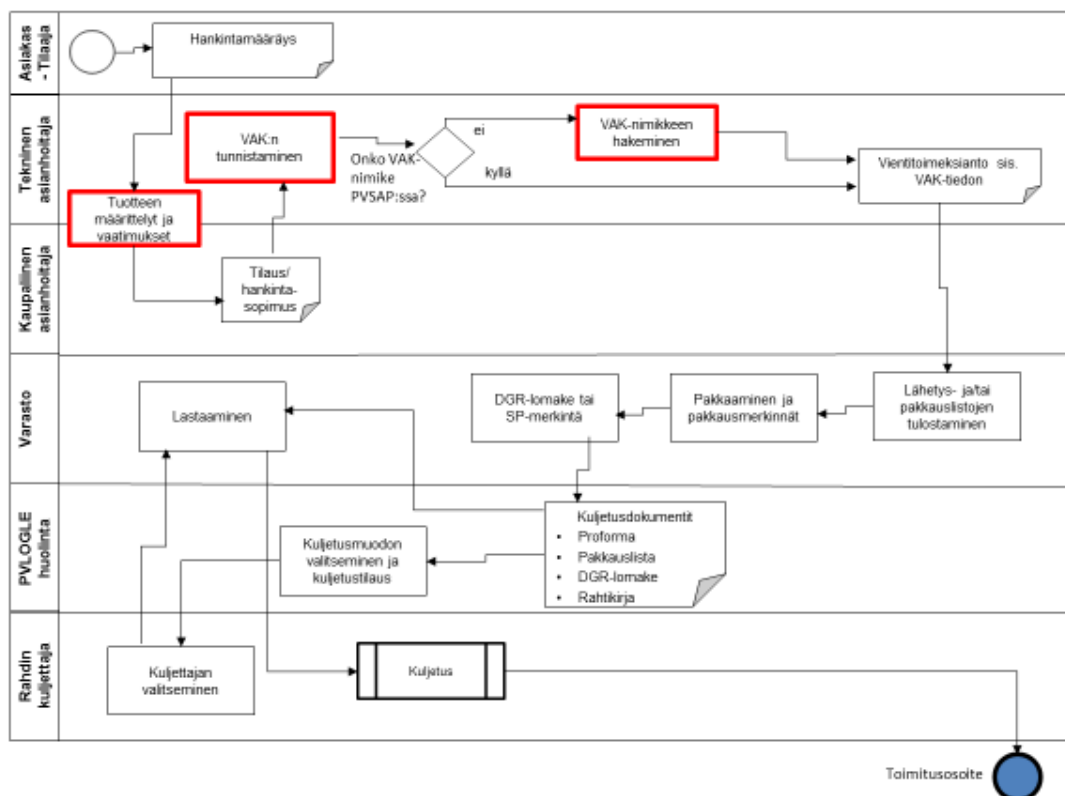 Asiakas
- Tilaaja
Hankintamääräys
Tekninen
asianhoitaja
VAK:n
tunnistaminen
Onko VAK-
nimike
PVSAP:ssa?
ei
kyllä
VAK-nimikkeen
hakeminen
Vientitoimeksianto sis.
VAK-tiedon
Tuotteen
määrittelyt ja
vaatimukset
Kaupallinen
asianhoitaja
Tilaus/
hankinta-
sopimus
Varasto
Lastaaminen
DGR-lomake tai
SP-merkintä
Pakkaaminen ja
pakkausmerkinnät
Lähetys- ja/tai
pakkauslistojen
tulostaminen
PVLOGLE
huolinta
Kuljetusmuodon
valitseminen ja
kuljetustilaus
Kuljetusdokumentit
• Proforma
• Pakkauslista
• DGR-lomake
• Rahtikirja
Rahdin
kuljettaja
Kuljettajan
valitseminen
Kuljetus
Toimitusosoite